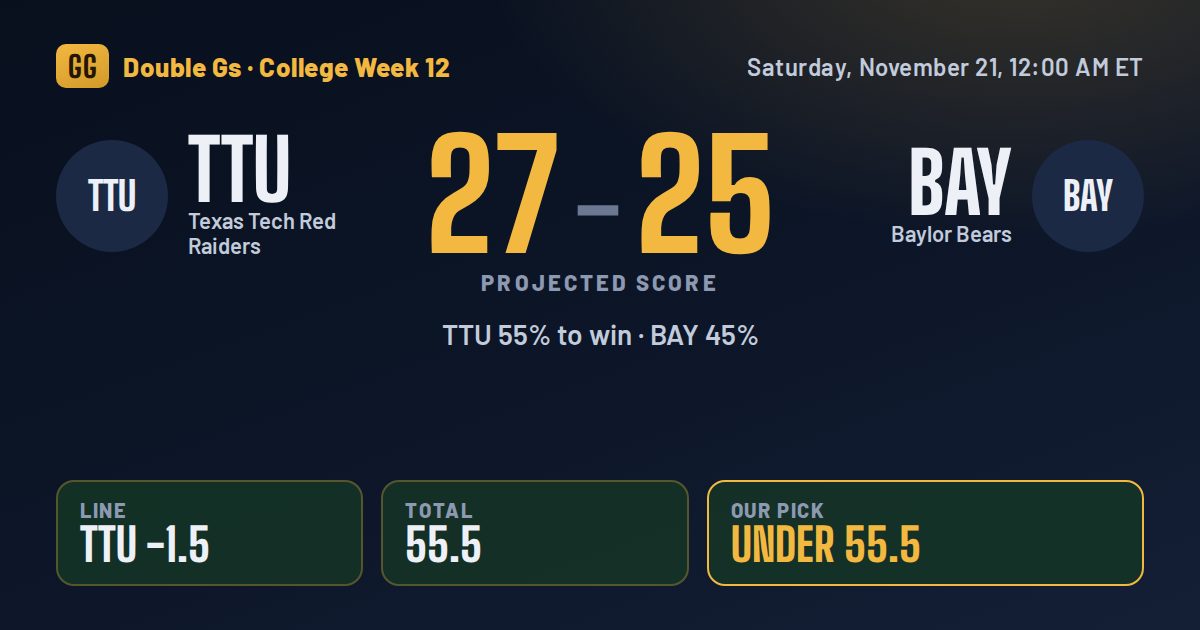 GG
Double Gs · College Week 12
Saturday, November 21, 12:00 AM ET
TTU
TTU
Texas Tech Red
Raiders
27 – 25
PROJECTED SCORE
TTU 55% to win · BAY 45%
BAY
Baylor Bears
BAY
LINE
TTU −1.5
TOTAL
55.5
OUR PICK
UNDER 55.5